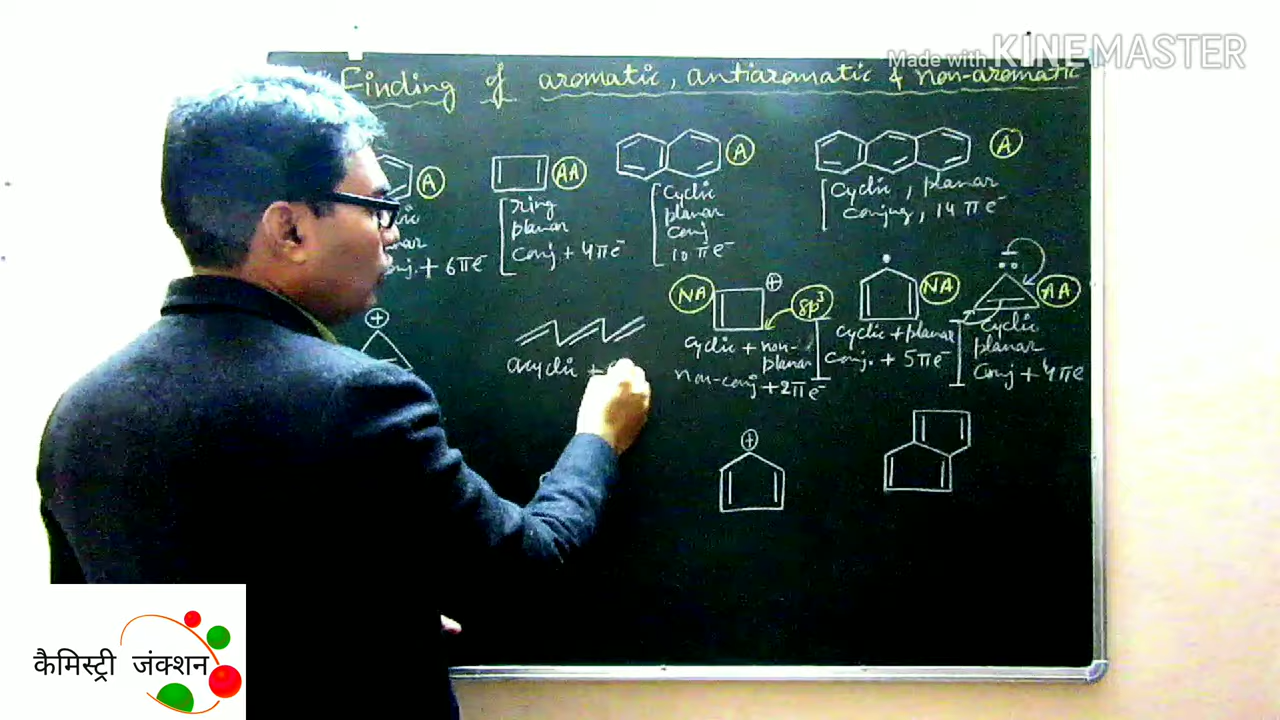 Made with KINEMASTER
Finding of aromatic, antiaromatic & non-aromatic
A
AA
A
A
ring
planar
conj + 4πe⁻
cyclic
planar
conj
10 πe⁻
Cyclic, planar
conjug, 14 πe⁻
conj. + 6πe⁻
NA
⊕
sp³
cyclic + non-
planar
non-conj + 2πe⁻
NA
cyclic + planar
conj. + 5πe⁻
AA
cyclic
planar
conj + 4πe
⊕
acyclic +
⊕
कैमिस्ट्री जंक्शन